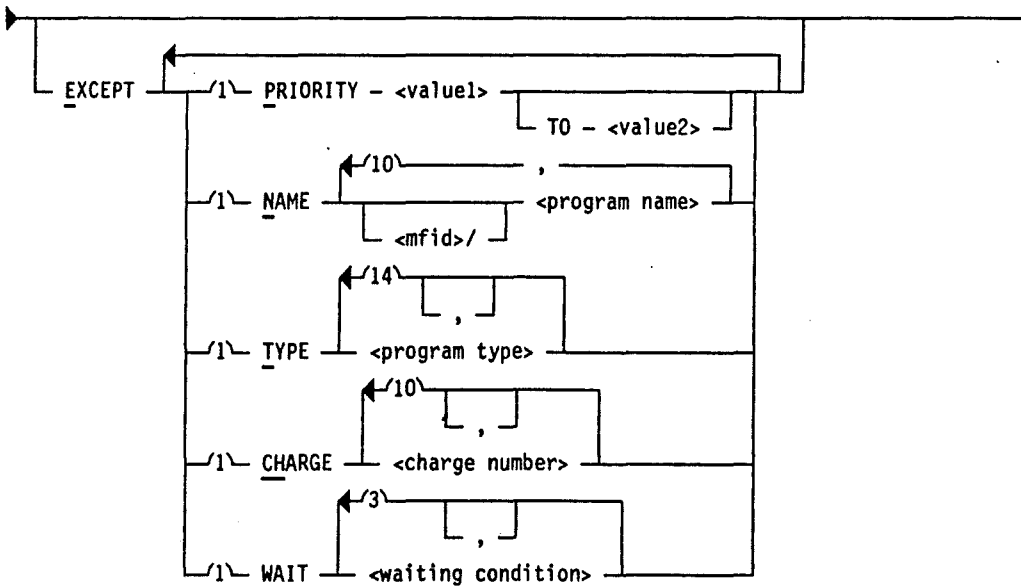 EXCEPT /1\ PRIORITY - <value1>
TO - <value2>
/10\ ,
/1\ NAME <program name>
<mfid>/
/14\
,
/1\ TYPE <program type>
/10\
,
/1\ CHARGE <charge number>
/3\
,
/1\ WAIT <waiting condition>